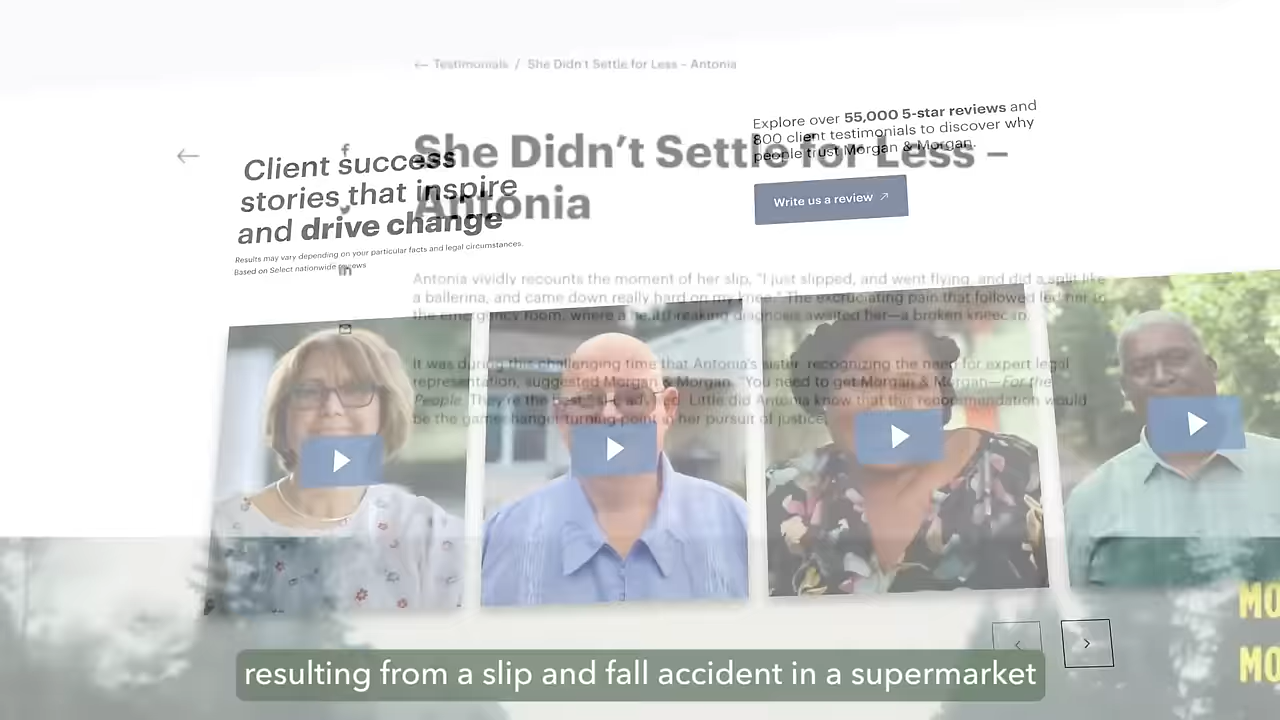 ← Testimonials / She Didn't Settle for Less – Antonia
She Didn't Settle for Less –
Antonia
Client success
stories that inspire
and drive change
Results may vary depending on your particular facts and legal circumstances.
Based on Select nationwide reviews
Explore over 55,000 5-star reviews and
800 client testimonials to discover why
people trust Morgan & Morgan.
Write us a review
Antonia vividly recounts the moment of her slip, "I just slipped, and went flying, and did a split like
a ballerina, and came down really hard on my knee." The excruciating pain that followed led her to
the emergency room, where a heartbreaking diagnosis awaited her—a broken kneecap.
It was during this challenging time that Antonia's sister, recognizing the need for expert legal
representation, suggested Morgan & Morgan. "You need to get Morgan & Morgan—For the
People. They're the best," she advised. Little did Antonia know that this recommendation would
be the game-changer turning point in her pursuit of justice.
MO
MO
resulting from a slip and fall accident in a supermarket